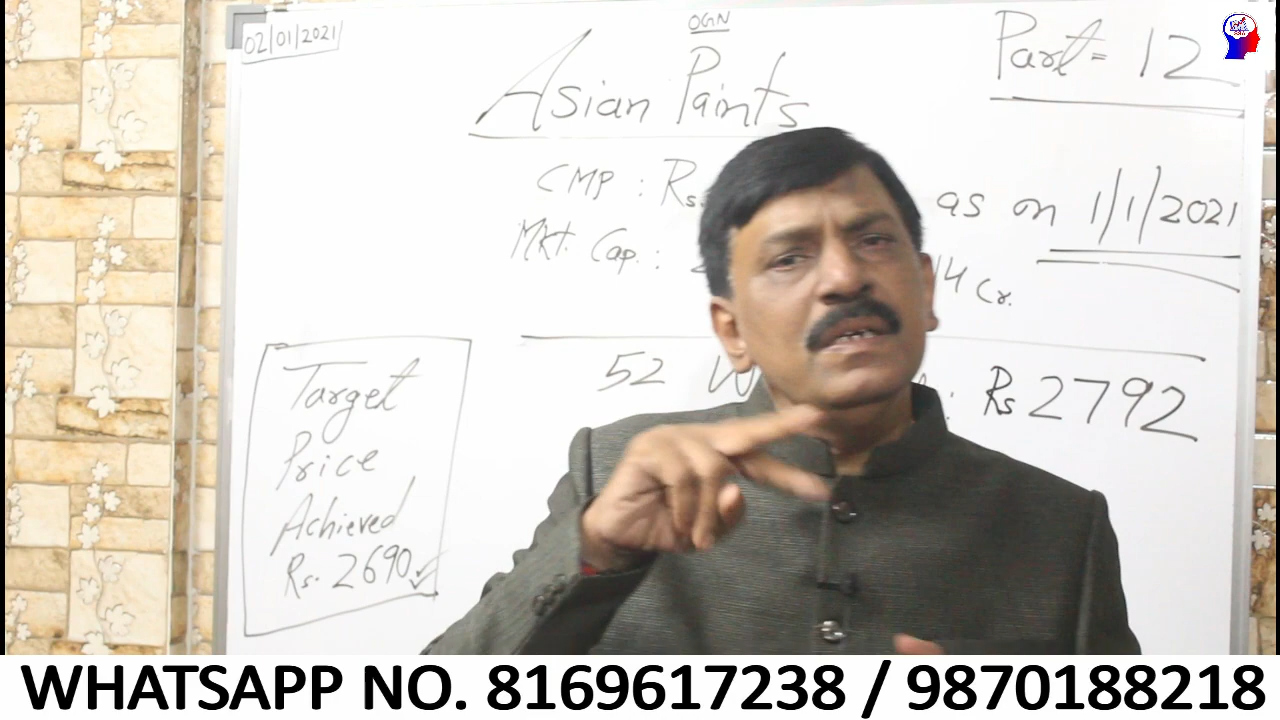 02/01/2021
OGN
Part = 12
Asian Paints
CMP : Rs. as on 1/1/2021
Mkt. Cap. : 14 Cr.
52 W : Rs 2792
Target
Price
Achieved
Rs. 2690 ✓
WHATSAPP NO. 8169617238 / 9870188218